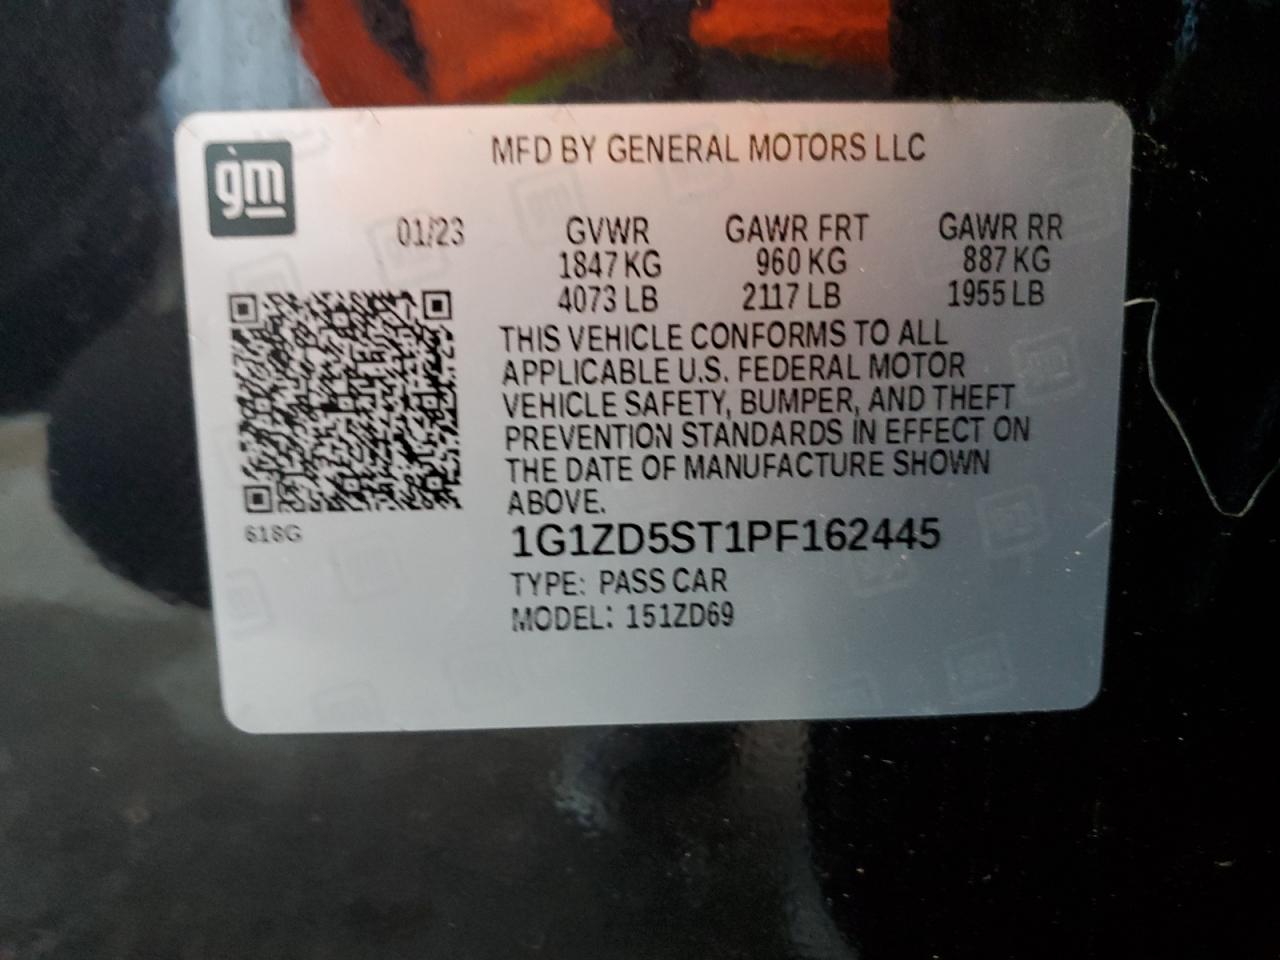 gm
MFD BY GENERAL MOTORS LLC
01/23 GVWR GAWR FRT GAWR RR
1847 KG 960 KG 887 KG
4073 LB 2117 LB 1955 LB
THIS VEHICLE CONFORMS TO ALL
APPLICABLE U.S. FEDERAL MOTOR
VEHICLE SAFETY, BUMPER, AND THEFT
PREVENTION STANDARDS IN EFFECT ON
THE DATE OF MANUFACTURE SHOWN
ABOVE.
618G
1G1ZD5ST1PF162445
TYPE: PASS CAR
MODEL: 151ZD69